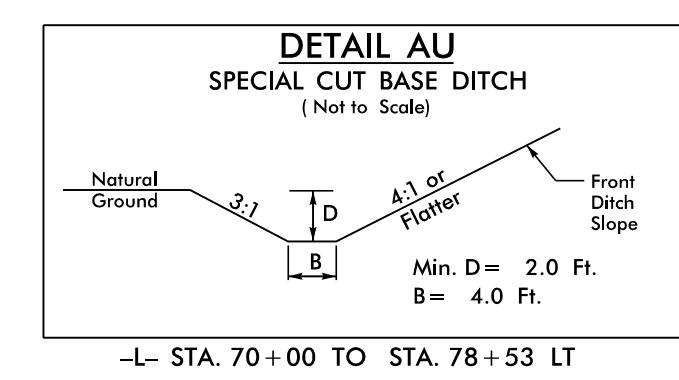 DETAIL AU
SPECIAL CUT BASE DITCH
( Not to Scale)
Natural
Ground
3:1
D
4:1 or
Flatter
Front
Ditch
Slope
B
Min. D= 2.0 Ft.
B= 4.0 Ft.
-L- STA. 70+00 TO STA. 78+53 LT